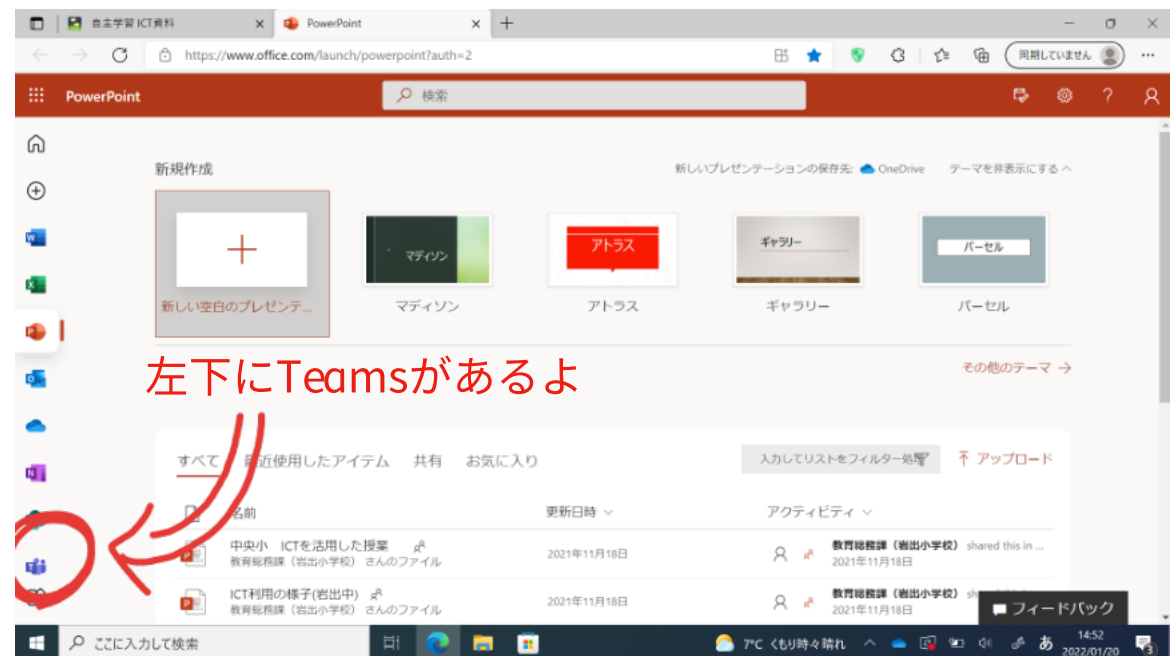 自主学習 ICT資料
PowerPoint
https://www.office.com/launch/powerpoint?auth=2
同期していません
PowerPoint
検索
新規作成
新しいプレゼンテーションの保存先: OneDrive
テーマを非表示にする
マディソン
アトラス
ギャラリー
パーセル
新しい空白のプレゼンテ...
マディソン
アトラス
ギャラリー
パーセル
その他のテーマ →
左下にTeamsがあるよ
すべて
最近使用したアイテム
共有
お気に入り
入力してリストをフィルター処理
アップロード
名前
更新日時
アクティビティ
中央小 ICTを活用した授業
教育総務課（岩出小学校） さんのファイル
2021年11月18日
教育総務課（岩出小学校） shared this in ...
2021年11月18日
ICT利用の様子(岩出中)
教育総務課（岩出小学校） さんのファイル
2021年11月18日
教育総務課（岩出小学校） sh
2021年11月18日
フィードバック
ここに入力して検索
7°C くもり時々晴れ
あ
14:52
2022/01/20
3